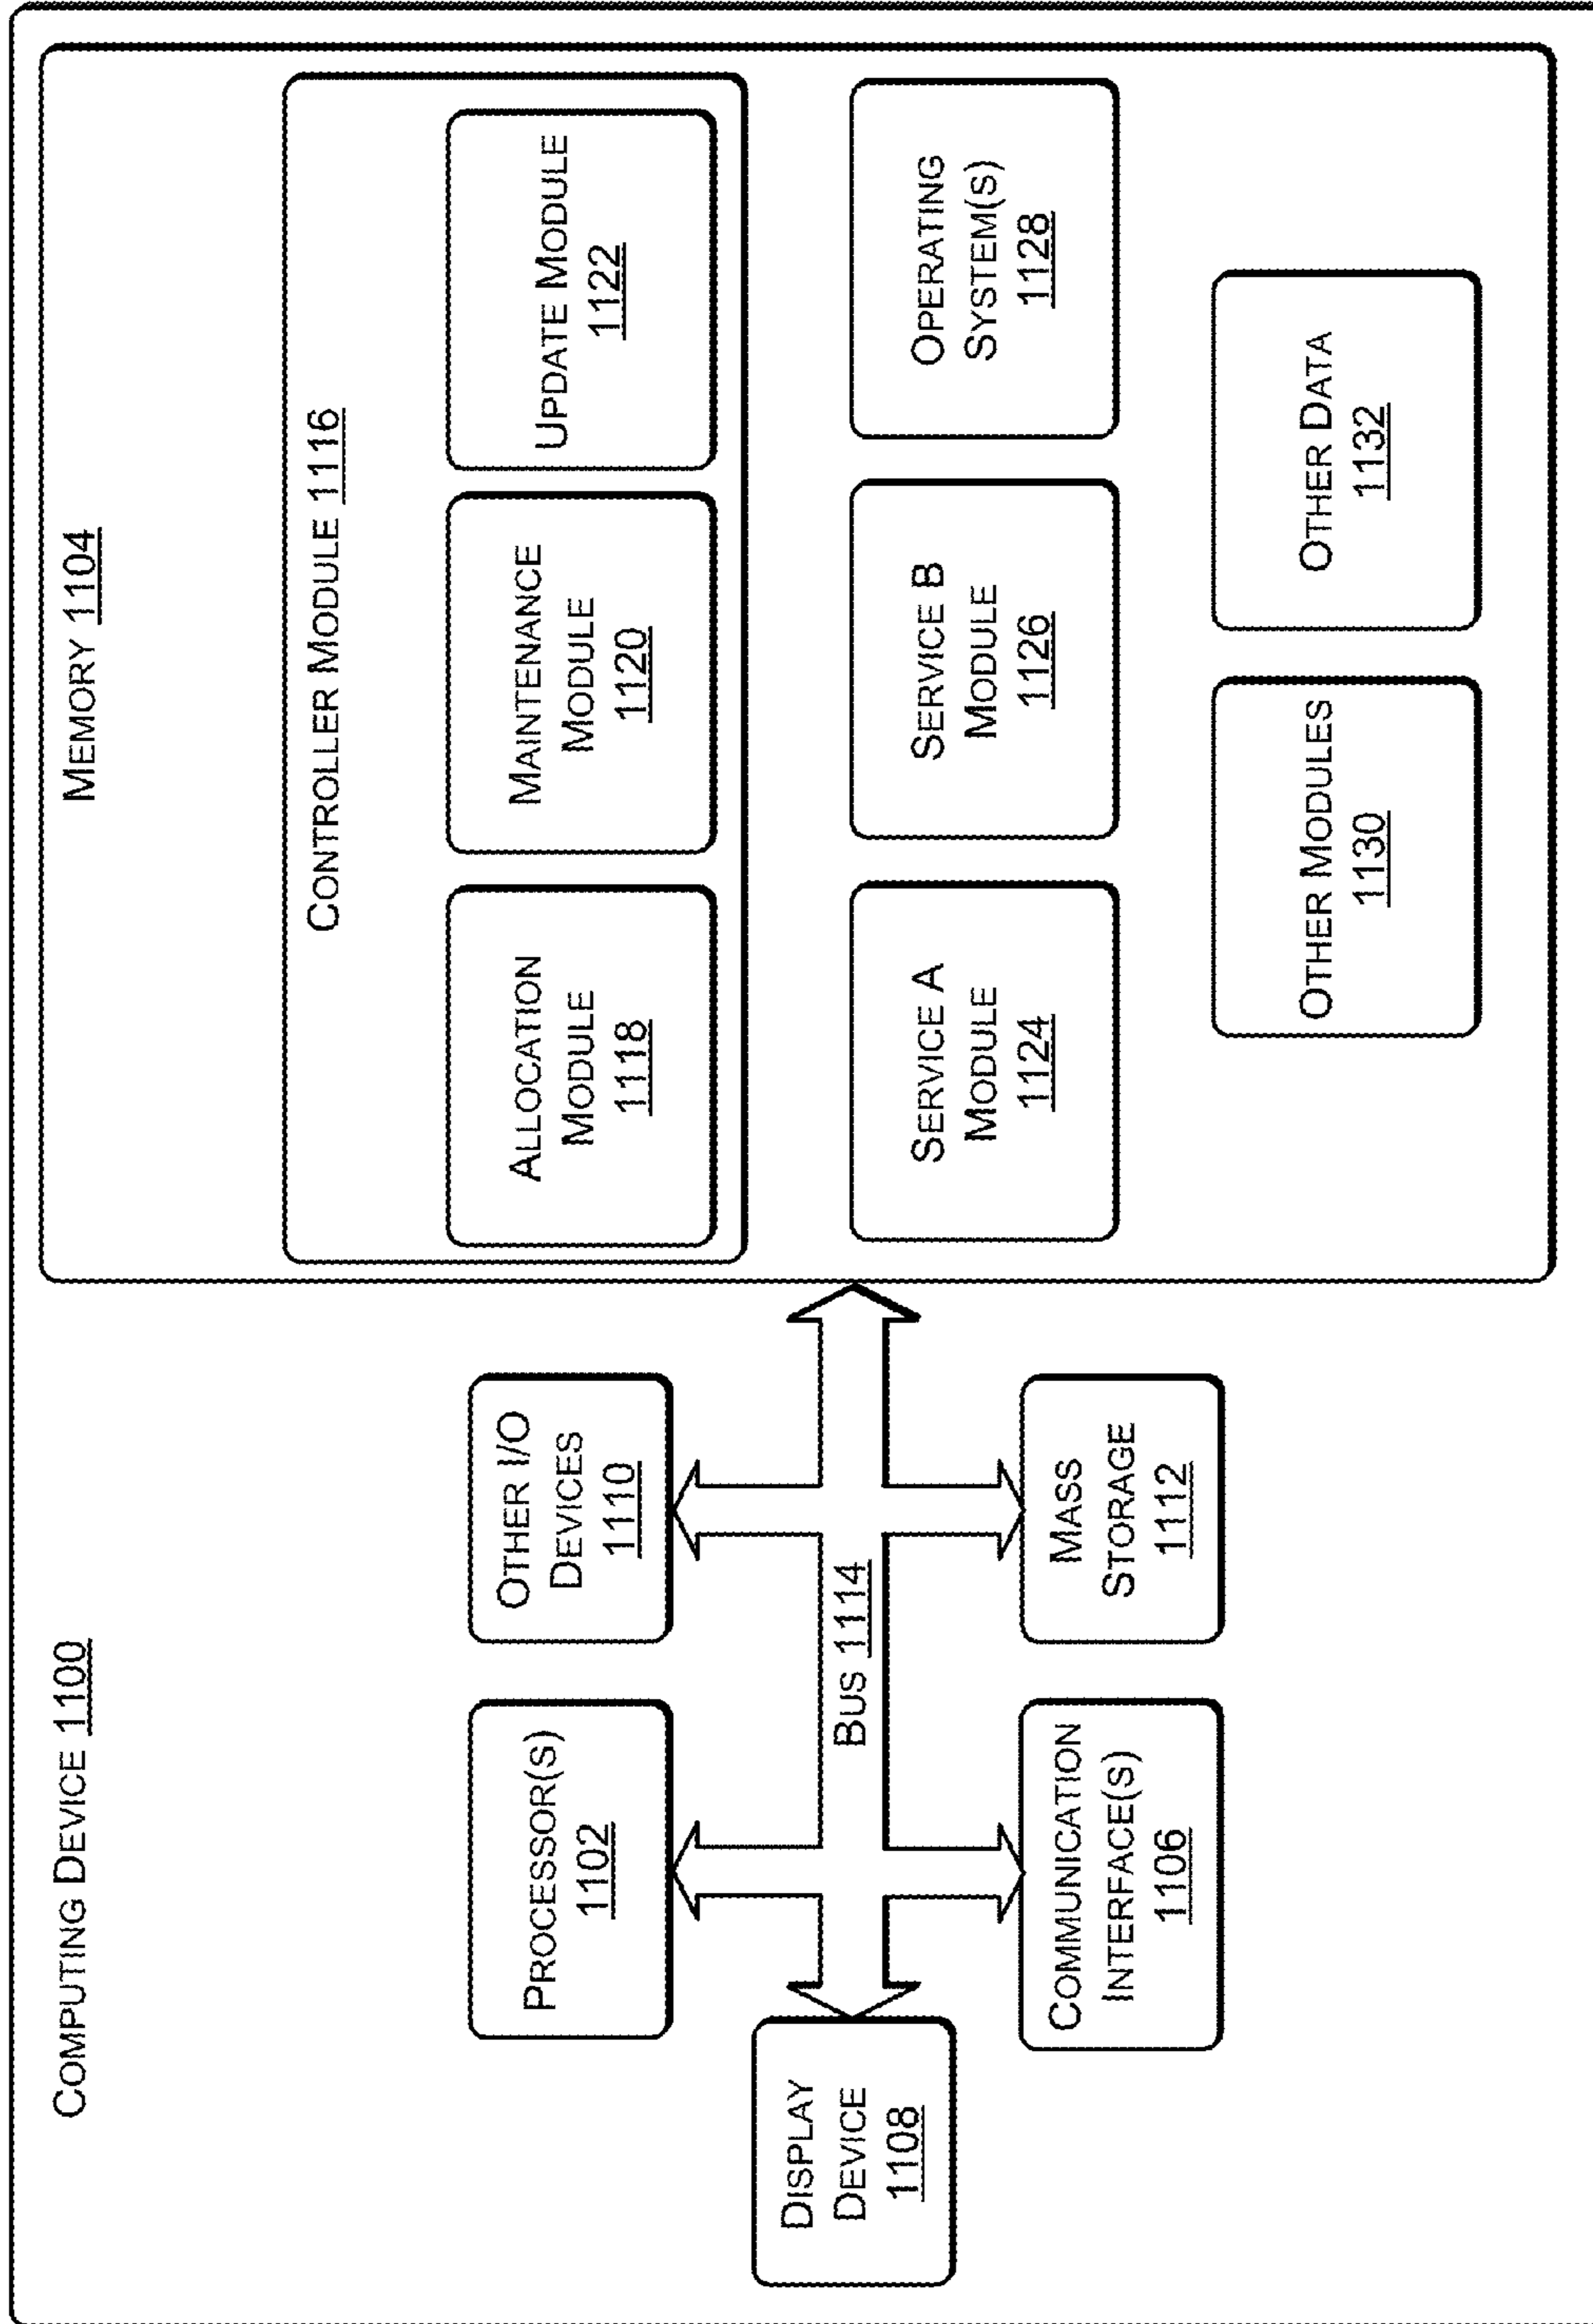 COMPUTING DEVICE 1100
PROCESSOR(S)
1102
OTHER I/O
DEVICES
1110
DISPLAY
DEVICE
1108
BUS 1114
COMMUNICATION
INTERFACE(S)
1106
MASS
STORAGE
1112
MEMORY 1104
CONTROLLER MODULE 1116
ALLOCATION
MODULE
1118
MAINTENANCE
MODULE
1120
UPDATE MODULE
1122
SERVICE A
MODULE
1124
SERVICE B
MODULE
1126
OPERATING
SYSTEM(S)
1128
OTHER MODULES
1130
OTHER DATA
1132